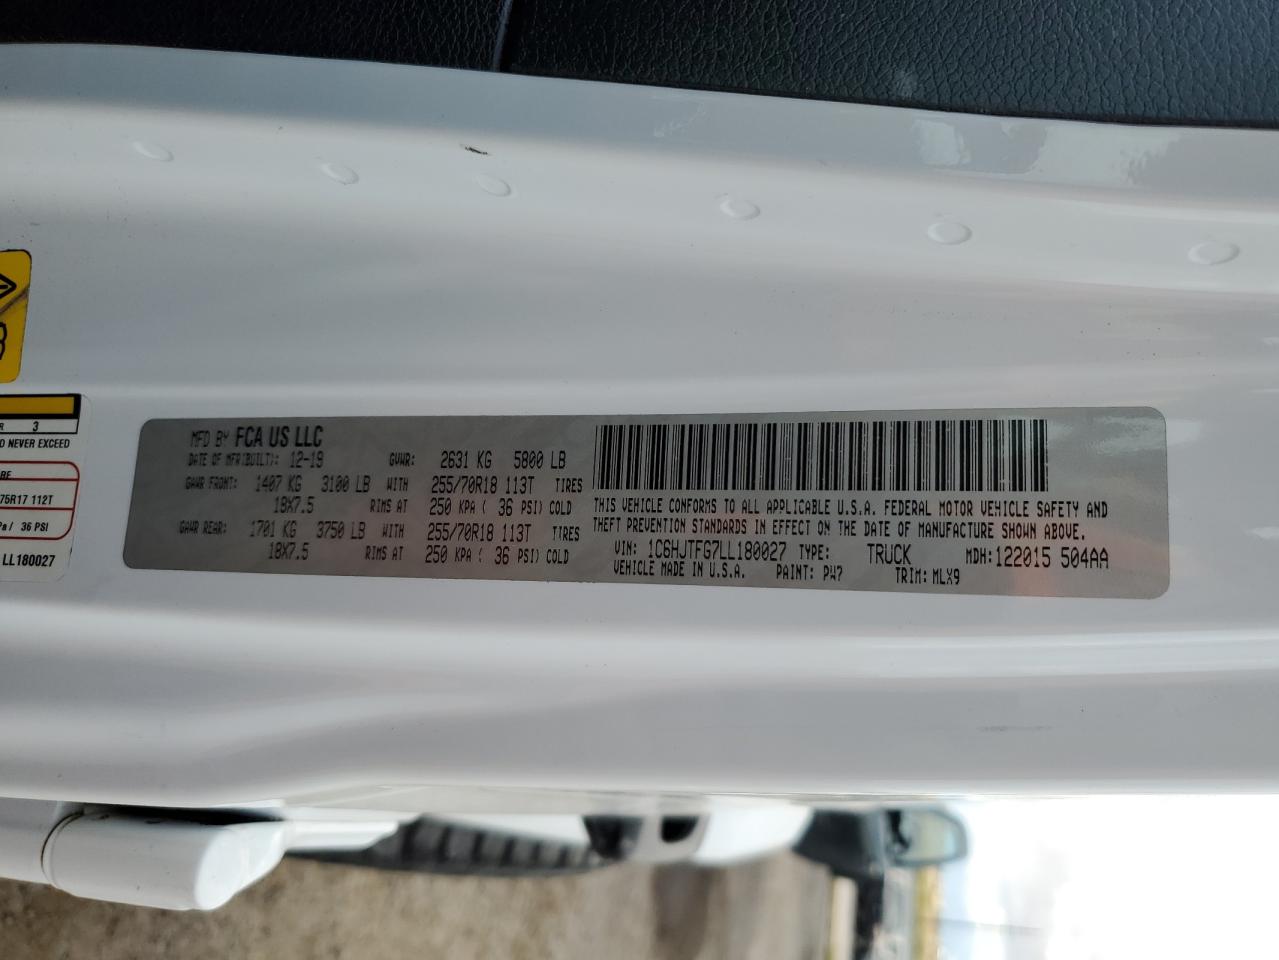 R 3
D NEVER EXCEED
75R17 112T
Pa / 36 PSI
LL180027
MFD BY FCA US LLC
DATE OF MFR(BUILT): 12-19 GVWR: 2631 KG 5800 LB
GAWR FRONT: 1407 KG 3100 LB WITH 255/70R18 113T TIRES
18X7.5 RIMS AT 250 KPA ( 36 PSI) COLD
GAWR REAR: 1701 KG 3750 LB WITH 255/70R18 113T TIRES
18X7.5 RIMS AT 250 KPA ( 36 PSI) COLD
THIS VEHICLE CONFORMS TO ALL APPLICABLE U.S.A. FEDERAL MOTOR VEHICLE SAFETY AND
THEFT PREVENTION STANDARDS IN EFFECT ON THE DATE OF MANUFACTURE SHOWN ABOVE.
VIN: 1C6HJTFG7LL180027 TYPE: TRUCK MDH: 122015 504AA
VEHICLE MADE IN U.S.A. PAINT: PW7 TRIM: MLX9